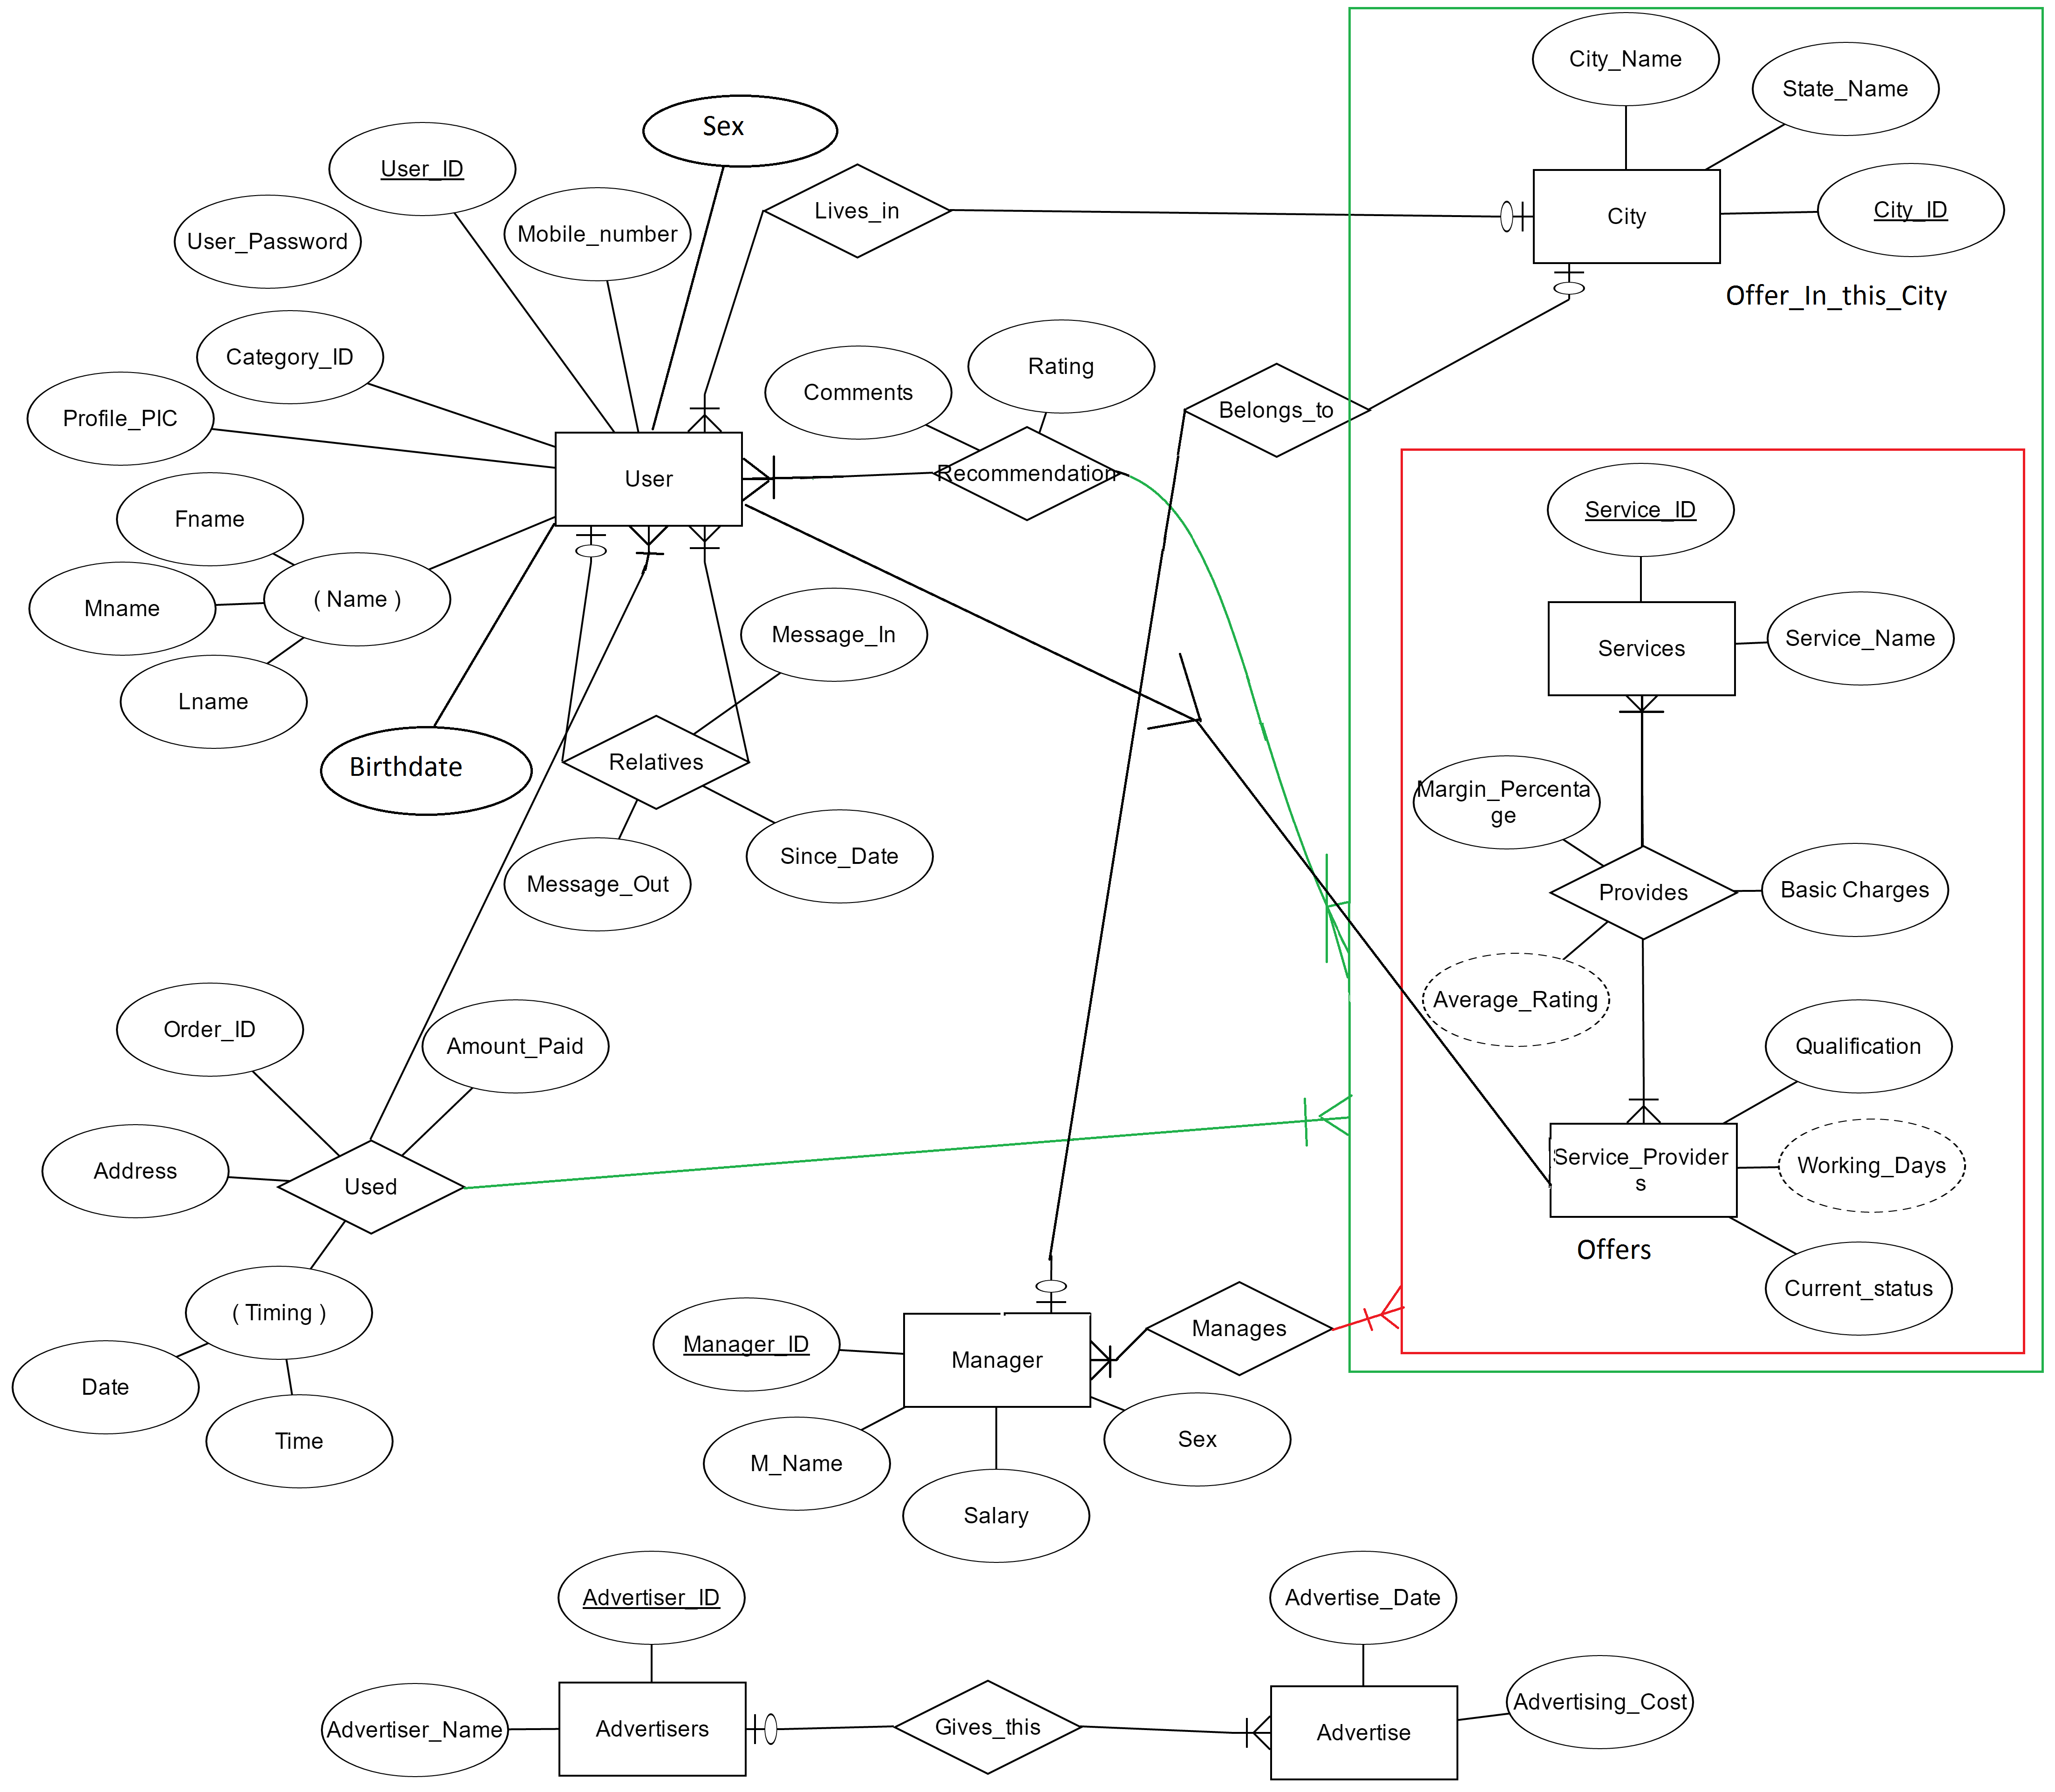 City_Name
State_Name
Sex
User_ID
Mobile_number
User_Password
Lives_in
City
City_ID
Offer_In_this_City
Category_ID
Profile_PIC
Comments
Rating
Belongs_to
User
Recommendation
Service_ID
Fname
( Name )
Mname
Lname
Message_In
Services
Service_Name
Birthdate
Relatives
Margin_Percenta
ge
Message_Out
Since_Date
Provides
Basic Charges
Average_Rating
Order_ID
Amount_Paid
Qualification
Address
Used
Service_Provider
s
Working_Days
Offers
( Timing )
Current_status
Date
Time
Manager_ID
Manager
Manages
M_Name
Sex
Salary
Advertiser_ID
Advertise_Date
Advertiser_Name
Advertisers
Gives_this
Advertise
Advertising_Cost